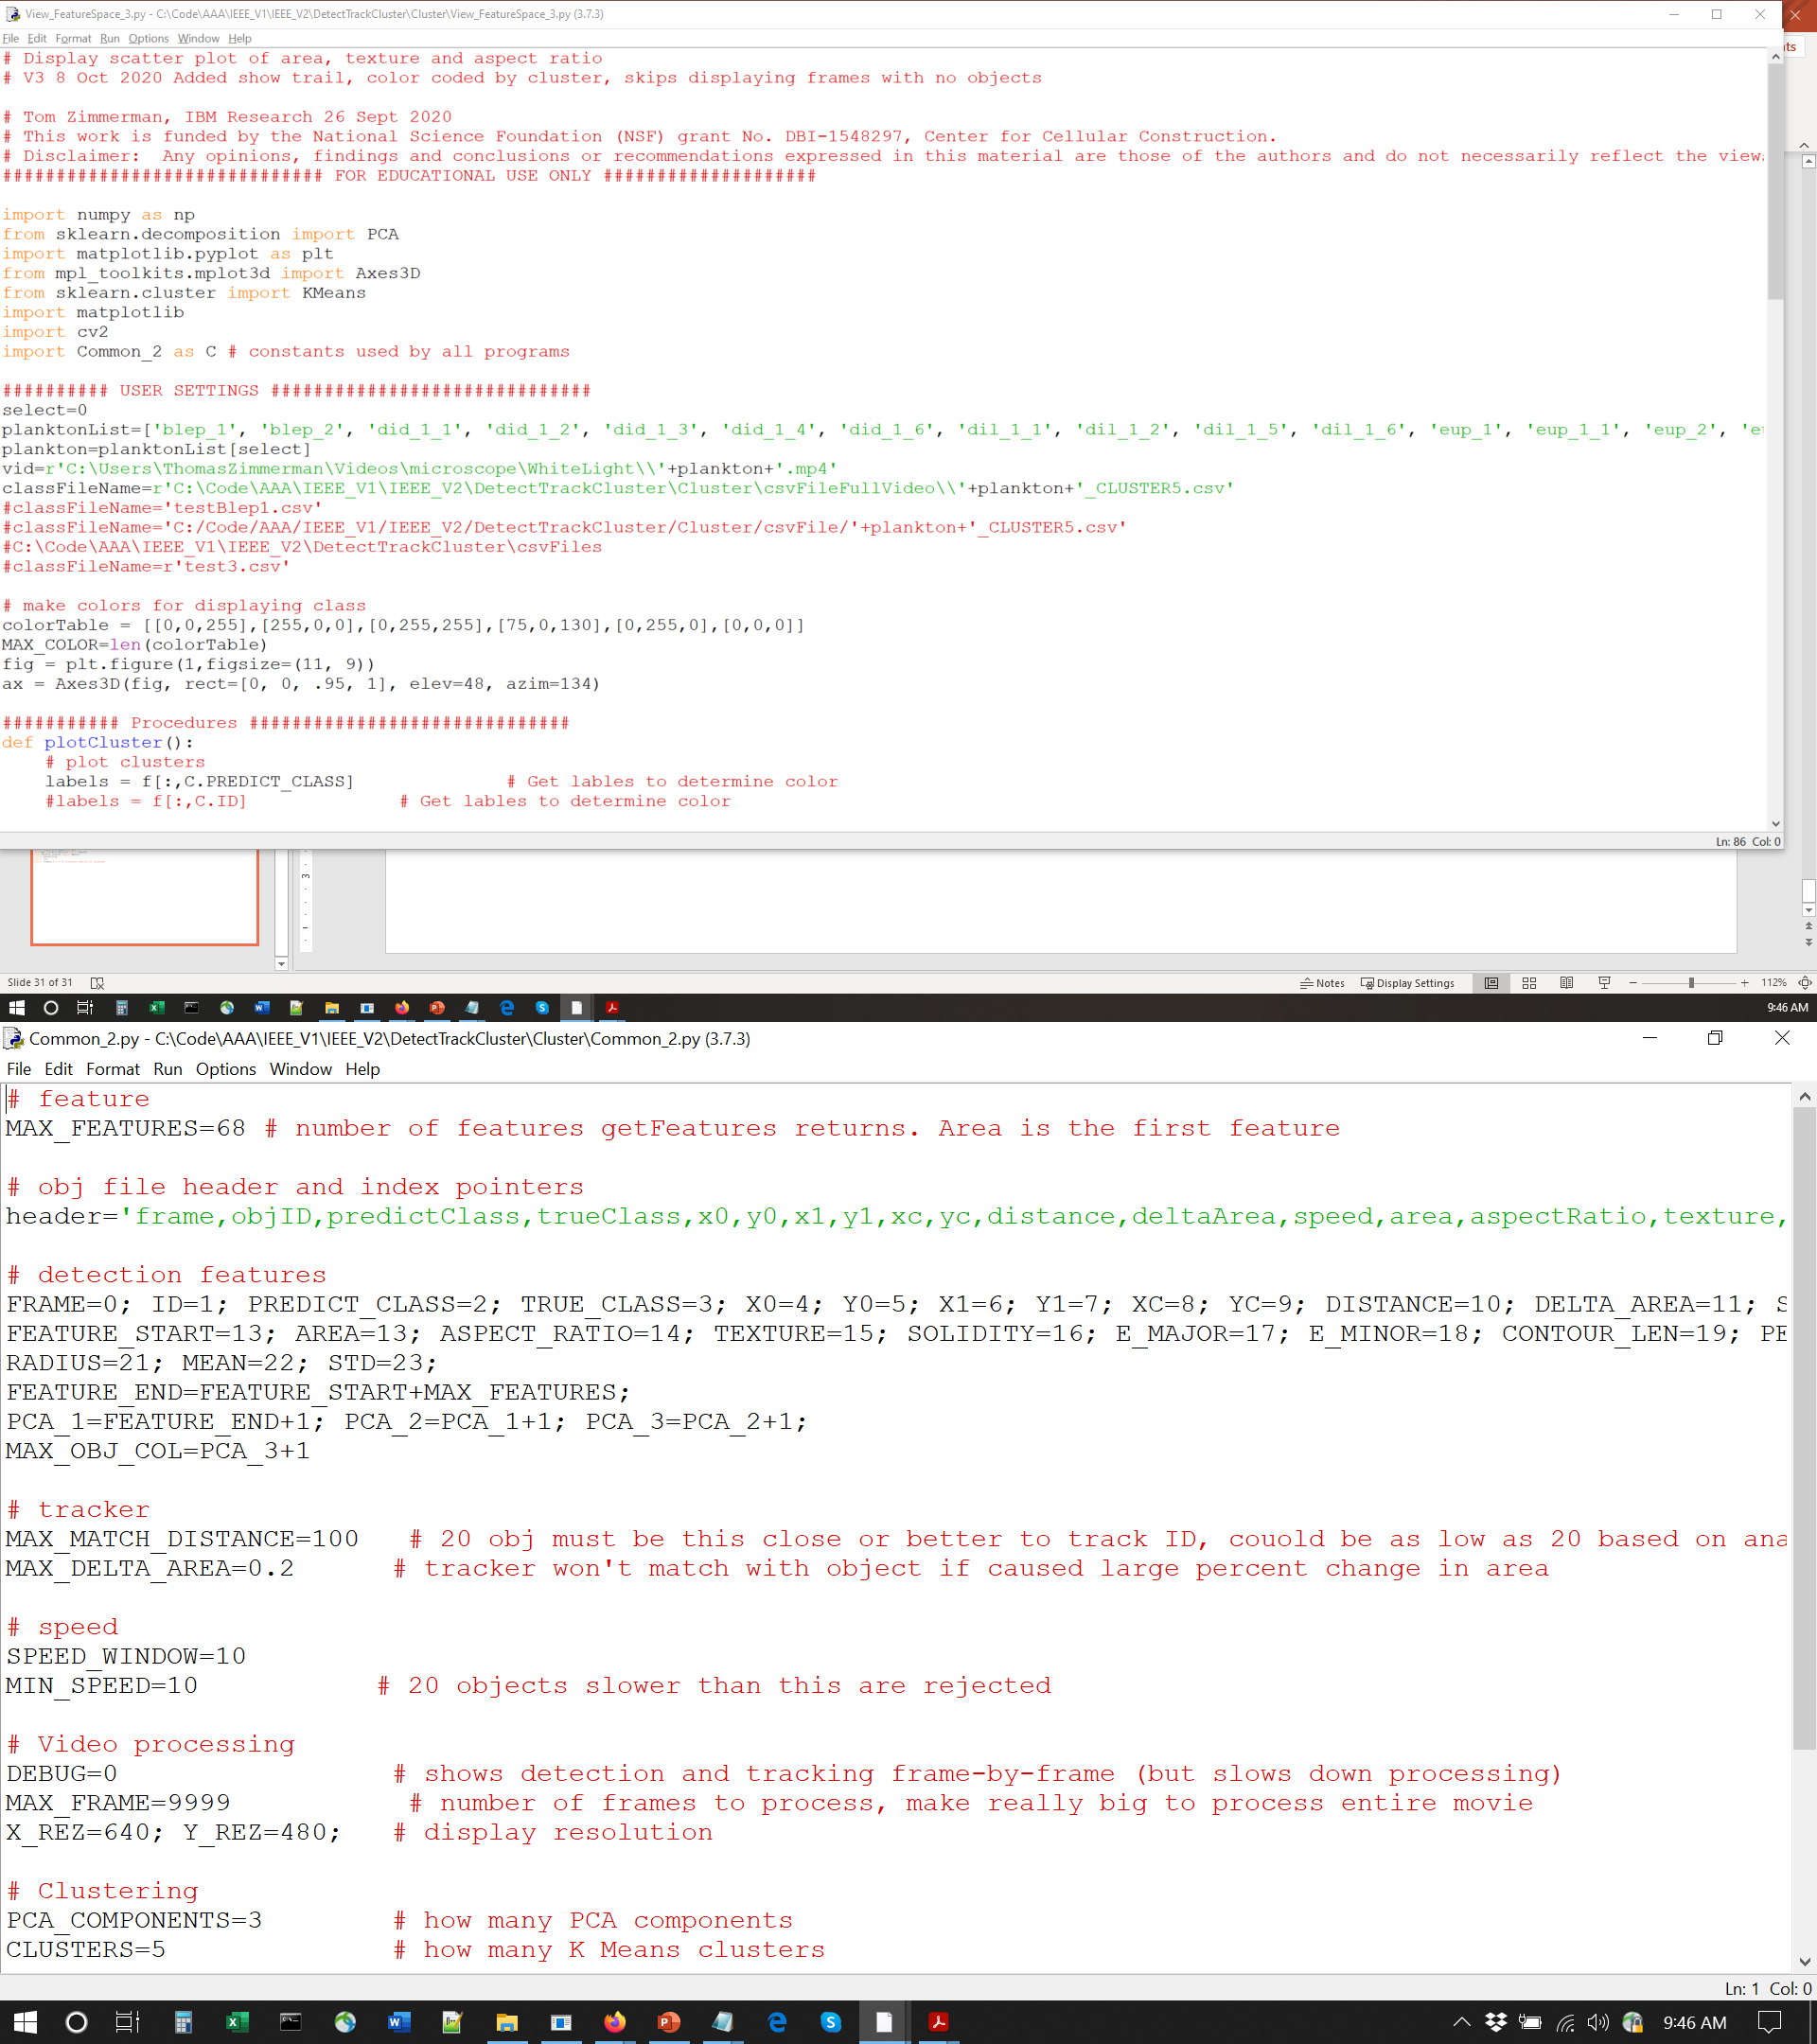 View_FeatureSpace_3.py - C:\Code\AAA\IEEE_V1\IEEE_V2\DetectTrackCluster\Cluster\View_FeatureSpace_3.py (3.7.3)
File Edit Format Run Options Window Help
# Display scatter plot of area, texture and aspect ratio
# V3 8 Oct 2020 Added show trail, color coded by cluster, skips displaying frames with no objects
# Tom Zimmerman, IBM Research 26 Sept 2020
# This work is funded by the National Science Foundation (NSF) grant No. DBI-1548297, Center for Cellular Construction.
# Disclaimer:  Any opinions, findings and conclusions or recommendations expressed in this material are those of the authors and do not necessarily reflect the view
############################## FOR EDUCATIONAL USE ONLY ####################
import numpy as np
from sklearn.decomposition import PCA
import matplotlib.pyplot as plt
from mpl_toolkits.mplot3d import Axes3D
from sklearn.cluster import KMeans
import matplotlib
import cv2
import Common_2 as C # constants used by all programs
########## USER SETTINGS ##############################
select=0
planktonList=['blep_1', 'blep_2', 'did_1_1', 'did_1_2', 'did_1_3', 'did_1_4', 'did_1_6', 'dil_1_1', 'dil_1_2', 'dil_1_5', 'dil_1_6', 'eup_1', 'eup_1_1', 'eup_2', 'e
plankton=planktonList[select]
vid=r'C:\Users\ThomasZimmerman\Videos\microscope\WhiteLight\\'+plankton+'.mp4'
classFileName=r'C:\Code\AAA\IEEE_V1\IEEE_V2\DetectTrackCluster\Cluster\csvFileFullVideo\\'+plankton+'_CLUSTER5.csv'
#classFileName='testBlep1.csv'
#classFileName='C:/Code/AAA/IEEE_V1/IEEE_V2/DetectTrackCluster/Cluster/csvFile/'+plankton+'_CLUSTER5.csv'
#C:\Code\AAA\IEEE_V1\IEEE_V2\DetectTrackCluster\csvFiles
#classFileName=r'test3.csv'
# make colors for displaying class
colorTable = [[0,0,255],[255,0,0],[0,255,255],[75,0,130],[0,255,0],[0,0,0]]
MAX_COLOR=len(colorTable)
fig = plt.figure(1,figsize=(11, 9))
ax = Axes3D(fig, rect=[0, 0, .95, 1], elev=48, azim=134)
########### Procedures ##############################
def plotCluster():
    # plot clusters
    labels = f[:,C.PREDICT_CLASS]              # Get lables to determine color
    #labels = f[:,C.ID]              # Get lables to determine color
Ln: 86 Col: 0
Slide 31 of 31
Notes Display Settings 112%
9:46 AM
Common_2.py - C:\Code\AAA\IEEE_V1\IEEE_V2\DetectTrackCluster\Cluster\Common_2.py (3.7.3)
File Edit Format Run Options Window Help
# feature
MAX_FEATURES=68 # number of features getFeatures returns. Area is the first feature
# obj file header and index pointers
header='frame,objID,predictClass,trueClass,x0,y0,x1,y1,xc,yc,distance,deltaArea,speed,area,aspectRatio,texture,
# detection features
FRAME=0; ID=1; PREDICT_CLASS=2; TRUE_CLASS=3; X0=4; Y0=5; X1=6; Y1=7; XC=8; YC=9; DISTANCE=10; DELTA_AREA=11; S
FEATURE_START=13; AREA=13; ASPECT_RATIO=14; TEXTURE=15; SOLIDITY=16; E_MAJOR=17; E_MINOR=18; CONTOUR_LEN=19; PE
RADIUS=21; MEAN=22; STD=23;
FEATURE_END=FEATURE_START+MAX_FEATURES;
PCA_1=FEATURE_END+1; PCA_2=PCA_1+1; PCA_3=PCA_2+1;
MAX_OBJ_COL=PCA_3+1
# tracker
MAX_MATCH_DISTANCE=100   # 20 obj must be this close or better to track ID, couold be as low as 20 based on ana
MAX_DELTA_AREA=0.2      # tracker won't match with object if caused large percent change in area
# speed
SPEED_WINDOW=10
MIN_SPEED=10           # 20 objects slower than this are rejected
# Video processing
DEBUG=0                 # shows detection and tracking frame-by-frame (but slows down processing)
MAX_FRAME=9999           # number of frames to process, make really big to process entire movie
X_REZ=640; Y_REZ=480;   # display resolution
# Clustering
PCA_COMPONENTS=3        # how many PCA components
CLUSTERS=5              # how many K Means clusters
Ln: 1 Col: 0
9:46 AM